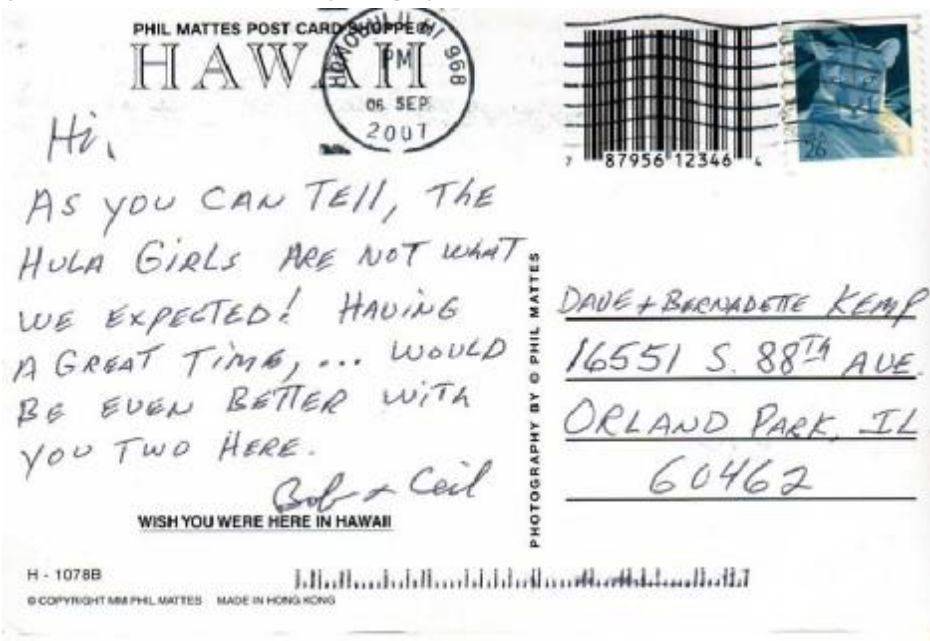 PHIL MATTES POST CARD SHOPPE©
HAWAII
HONOLULU HI 968
PM
06 SEP
2007
7 87956 12346 4
26
Hi,
AS YOU CAN TELL, THE
HULA GIRLS ARE NOT WHAT
WE EXPECTED! HAVING
A GREAT TIME, ... WOULD
BE EVEN BETTER WITH
YOU TWO HERE.
Bob & Ceil
WISH YOU WERE HERE IN HAWAII
H - 1078B
© COPYRIGHT MM PHIL MATTES MADE IN HONG KONG
PHOTOGRAPHY BY © PHIL MATTES
DAVE + BERNADETTE KEMP
16551 S. 88TH AVE.
ORLAND PARK, IL
60462